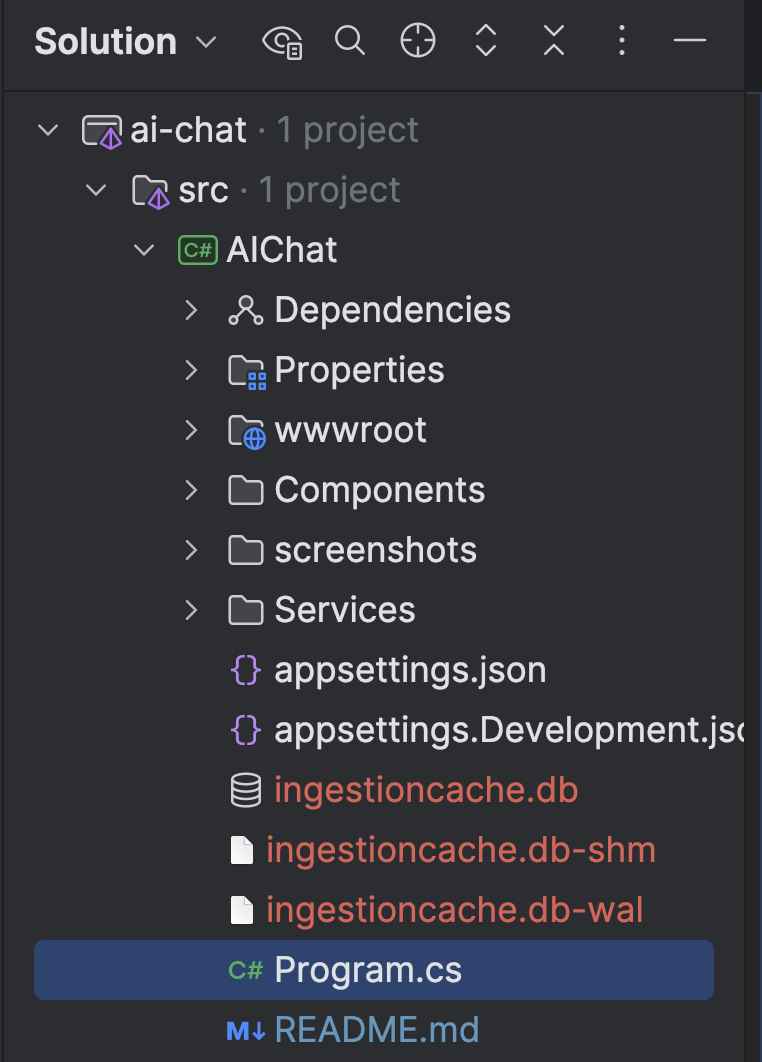 Solution
ai-chat · 1 project
src · 1 project
C# AIChat
Dependencies
Properties
wwwroot
Components
screenshots
Services
{} appsettings.json
{} appsettings.Development.jso
ingestioncache.db
ingestioncache.db-shm
ingestioncache.db-wal
C# Program.cs
M↓ README.md